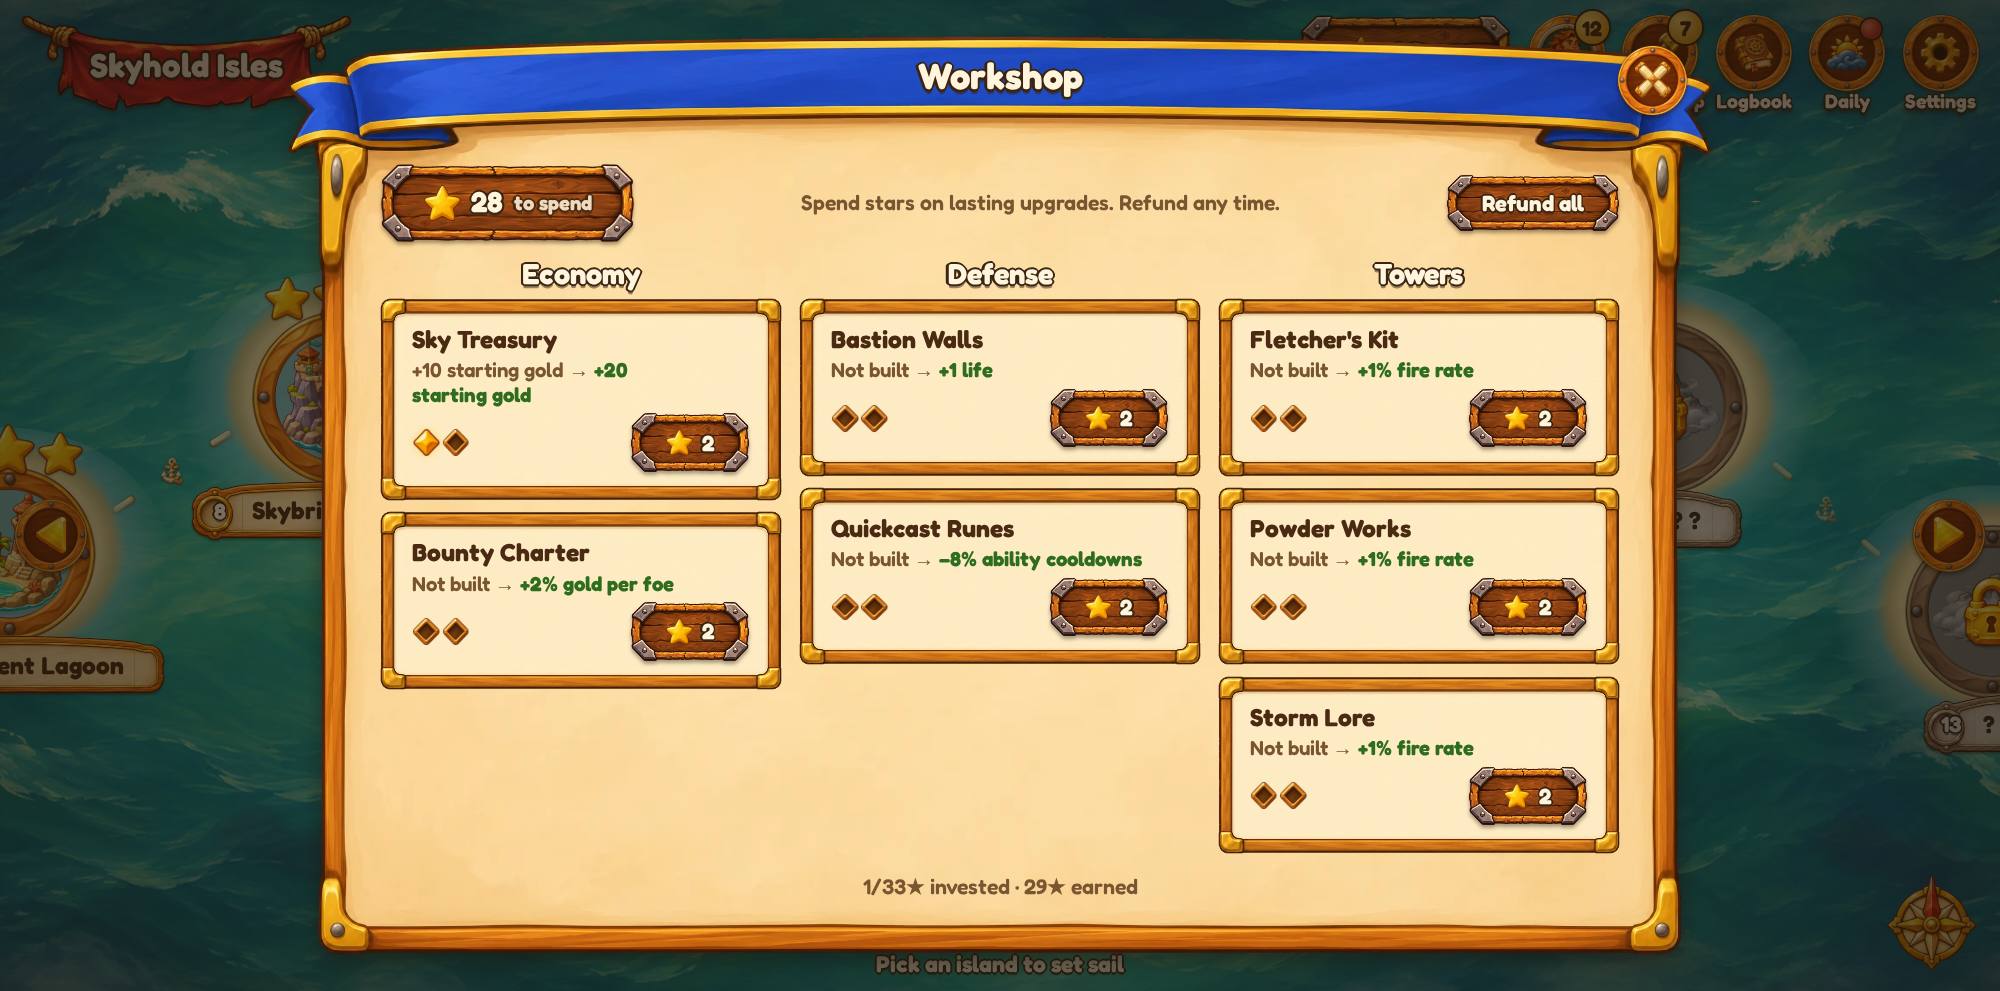 Skyhold Isles
12
7
Logbook
Daily
Settings
Workshop
28 to spend
Spend stars on lasting upgrades. Refund any time.
Refund all
Economy
Sky Treasury
+10 starting gold → +20
starting gold
2
Bounty Charter
Not built → +2% gold per foe
2
Defense
Bastion Walls
Not built → +1 life
2
Quickcast Runes
Not built → −8% ability cooldowns
2
Towers
Fletcher's Kit
Not built → +1% fire rate
2
Powder Works
Not built → +1% fire rate
2
Storm Lore
Not built → +1% fire rate
2
1/33★ invested · 29★ earned
8 Skybri
ent Lagoon
? ?
13 ?
Pick an island to set sail